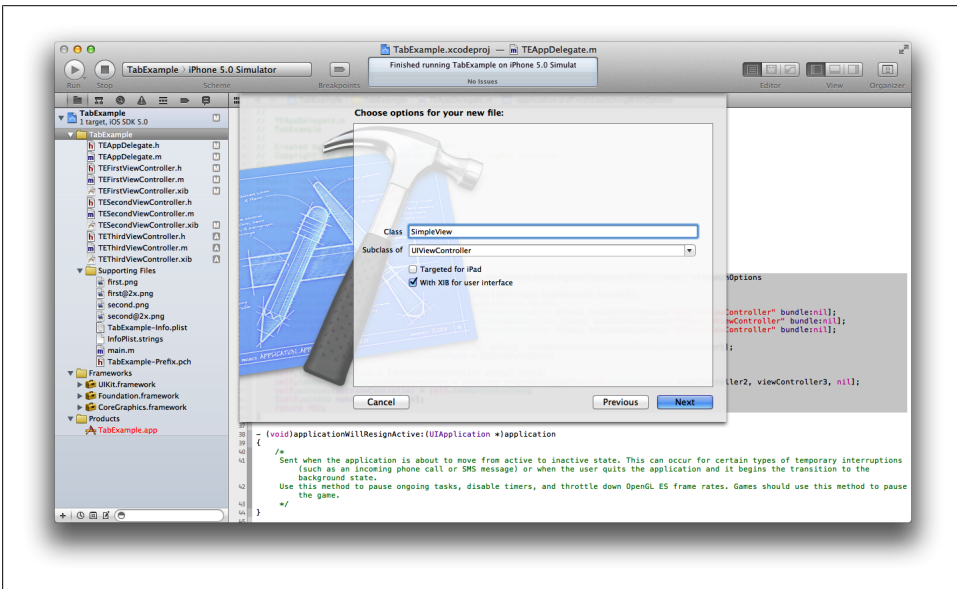 TabExample.xcodeproj — TEAppDelegate.m
TabExample › iPhone 5.0 Simulator
Finished running TabExample on iPhone 5.0 Simulat
No Issues
Run Stop Scheme Breakpoints Editor View Organizer
TabExample
1 target, iOS SDK 5.0
TabExample
TEAppDelegate.h
TEAppDelegate.m
TEFirstViewController.h
TEFirstViewController.m
TEFirstViewController.xib
TESecondViewController.h
TESecondViewController.m
TESecondViewController.xib
TEThirdViewController.h
TEThirdViewController.m
TEThirdViewController.xib
Supporting Files
first.png
first@2x.png
second.png
second@2x.png
TabExample-Info.plist
InfoPlist.strings
main.m
TabExample-Prefix.pch
Frameworks
UIKit.framework
Foundation.framework
CoreGraphics.framework
Products
TabExample.app
Choose options for your new file:
Class SimpleView
Subclass of UIViewController
Targeted for iPad
With XIB for user interface
Cancel Previous Next
Options
Controller" bundle:nil];
wController" bundle:nil];
Controller" bundle:nil];
ller2, viewController3, nil];
37
38 - (void)applicationWillResignActive:(UIApplication *)application
39 {
40 /*
41 Sent when the application is about to move from active to inactive state. This can occur for certain types of temporary interruptions
(such as an incoming phone call or SMS message) or when the user quits the application and it begins the transition to the
background state.
42 Use this method to pause ongoing tasks, disable timers, and throttle down OpenGL ES frame rates. Games should use this method to pause
the game.
43 */
44 }
45